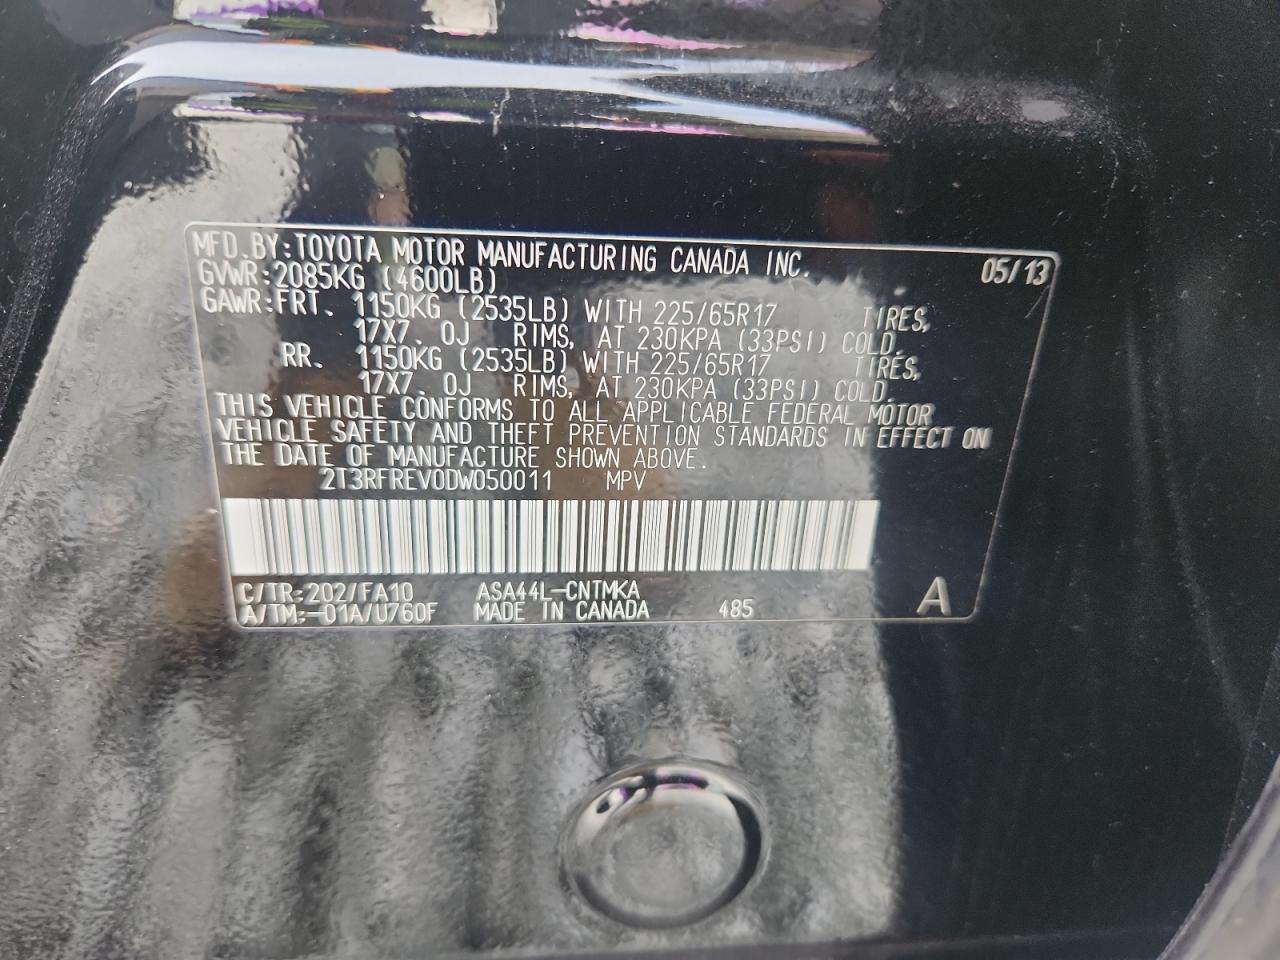 MFD. BY: TOYOTA MOTOR MANUFACTURING CANADA INC. 05/13
GVWR: 2085KG (4600LB)
GAWR: FRT. 1150KG (2535LB) WITH 225/65R17 TIRES,
17X7. 0J RIMS, AT 230KPA (33PSI) COLD.
RR. 1150KG (2535LB) WITH 225/65R17 TIRES,
17X7. 0J RIMS, AT 230KPA (33PSI) COLD.
THIS VEHICLE CONFORMS TO ALL APPLICABLE FEDERAL MOTOR
VEHICLE SAFETY AND THEFT PREVENTION STANDARDS IN EFFECT ON
THE DATE OF MANUFACTURE SHOWN ABOVE.
2T3RFREV0DW050011 MPV
C/TR: 202/FA10 ASA44L-CNTMKA
A/TM: -01A/U760F MADE IN CANADA 485 A